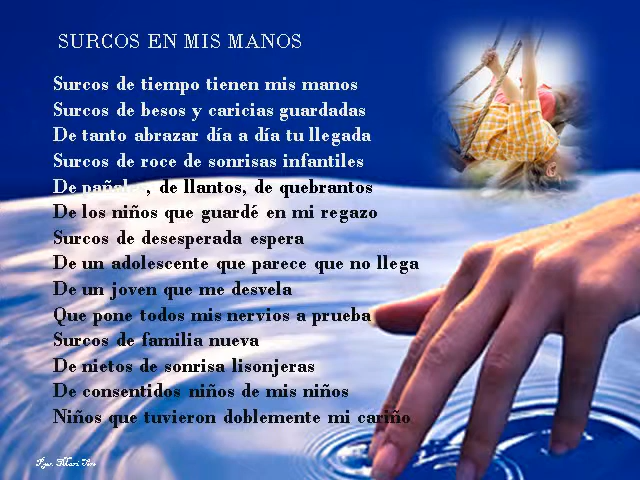 SURCOS EN MIS MANOS
Surcos de tiempo tienen mis manos
Surcos de besos y caricias guardadas
De tanto abrazar día a día tu llegada
Surcos de roce de sonrisas infantiles
De pañales, de llantos, de quebrantos
De los niños que guardé en mi regazo
Surcos de desesperada espera
De un adolescente que parece que no llega
De un joven que me desvela
Que pone todos mis nervios a prueba
Surcos de familia nueva
De nietos de sonrisa lisonjeras
De consentidos niños de mis niños
Niños que tuvieron doblemente mi cariño